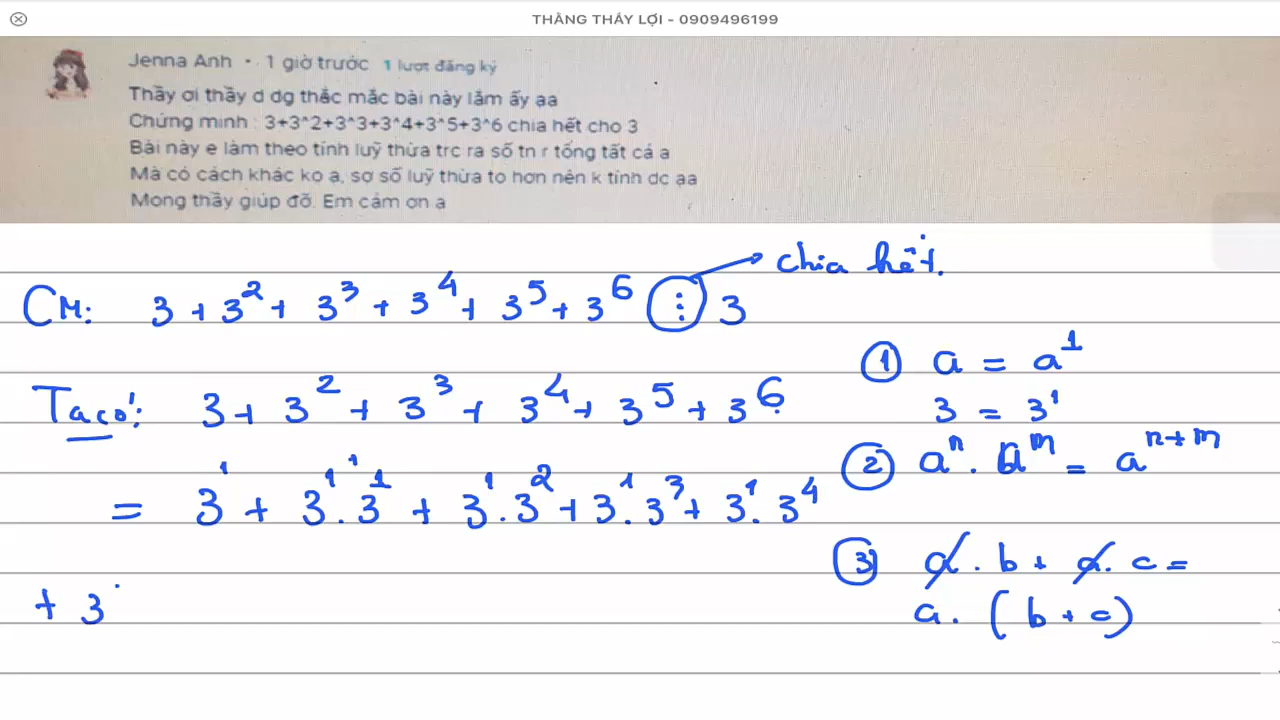 THẰNG THẦY LỢI - 0909496199
Jenna Anh · 1 giờ trước 1 lượt đăng ký
Thầy ơi thầy d dg thắc mắc bài này lắm ấy ạa
Chứng minh : 3+3^2+3^3+3^4+3^5+3^6 chia hết cho 3
Bài này e làm theo tính luỹ thừa trc ra số tn r tổng tất cả ạ
Mà có cách khác ko ạ, sợ số luỹ thừa to hơn nên k tính dc ạa
Mong thầy giúp đỡ. Em cảm ơn ạ
chia hết.
CM: 3 + 3^2 + 3^3 + 3^4 + 3^5 + 3^6 ⋮ 3
① a = a^1
Ta có: 3 + 3^2 + 3^3 + 3^4 + 3^5 + 3^6
3 = 3^1
② a^n . a^m = a^{n+m}
= 3^1 + 3^1 . 3^1 + 3^1 . 3^2 + 3^1 . 3^3 + 3^1 . 3^4
③ a . b + a . c =
+ 3
a . ( b + c )